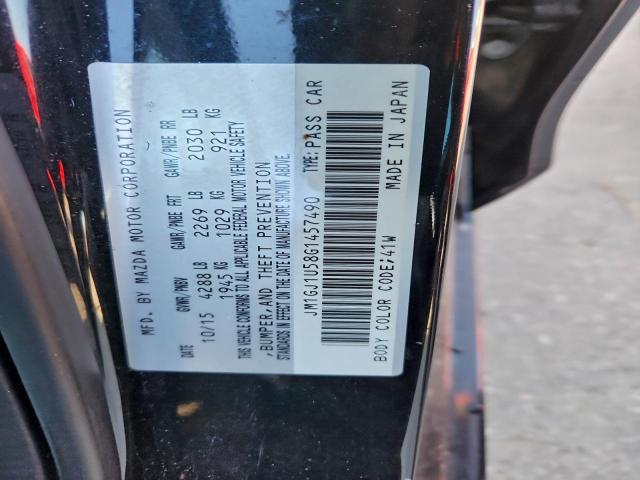 MFD. BY MAZDA MOTOR CORPORATION
DATE GVWR/PNBV GAWR/PNBE FRT GAWR/PNBE RR
10/15 4288 LB 2269 LB 2030 LB
1945 KG 1029 KG 921 KG
THIS VEHICLE CONFORMS TO ALL APPLICABLE FEDERAL MOTOR VEHICLE SAFETY
,BUMPER,AND THEFT PREVENTION
STANDARDS IN EFFECT ON THE DATE OF MANUFACTURE SHOWN ABOVE
JM1GJ1U58G1457490 TYPE:PASS CAR
BODY COLOR CODE;41W MADE IN JAPAN